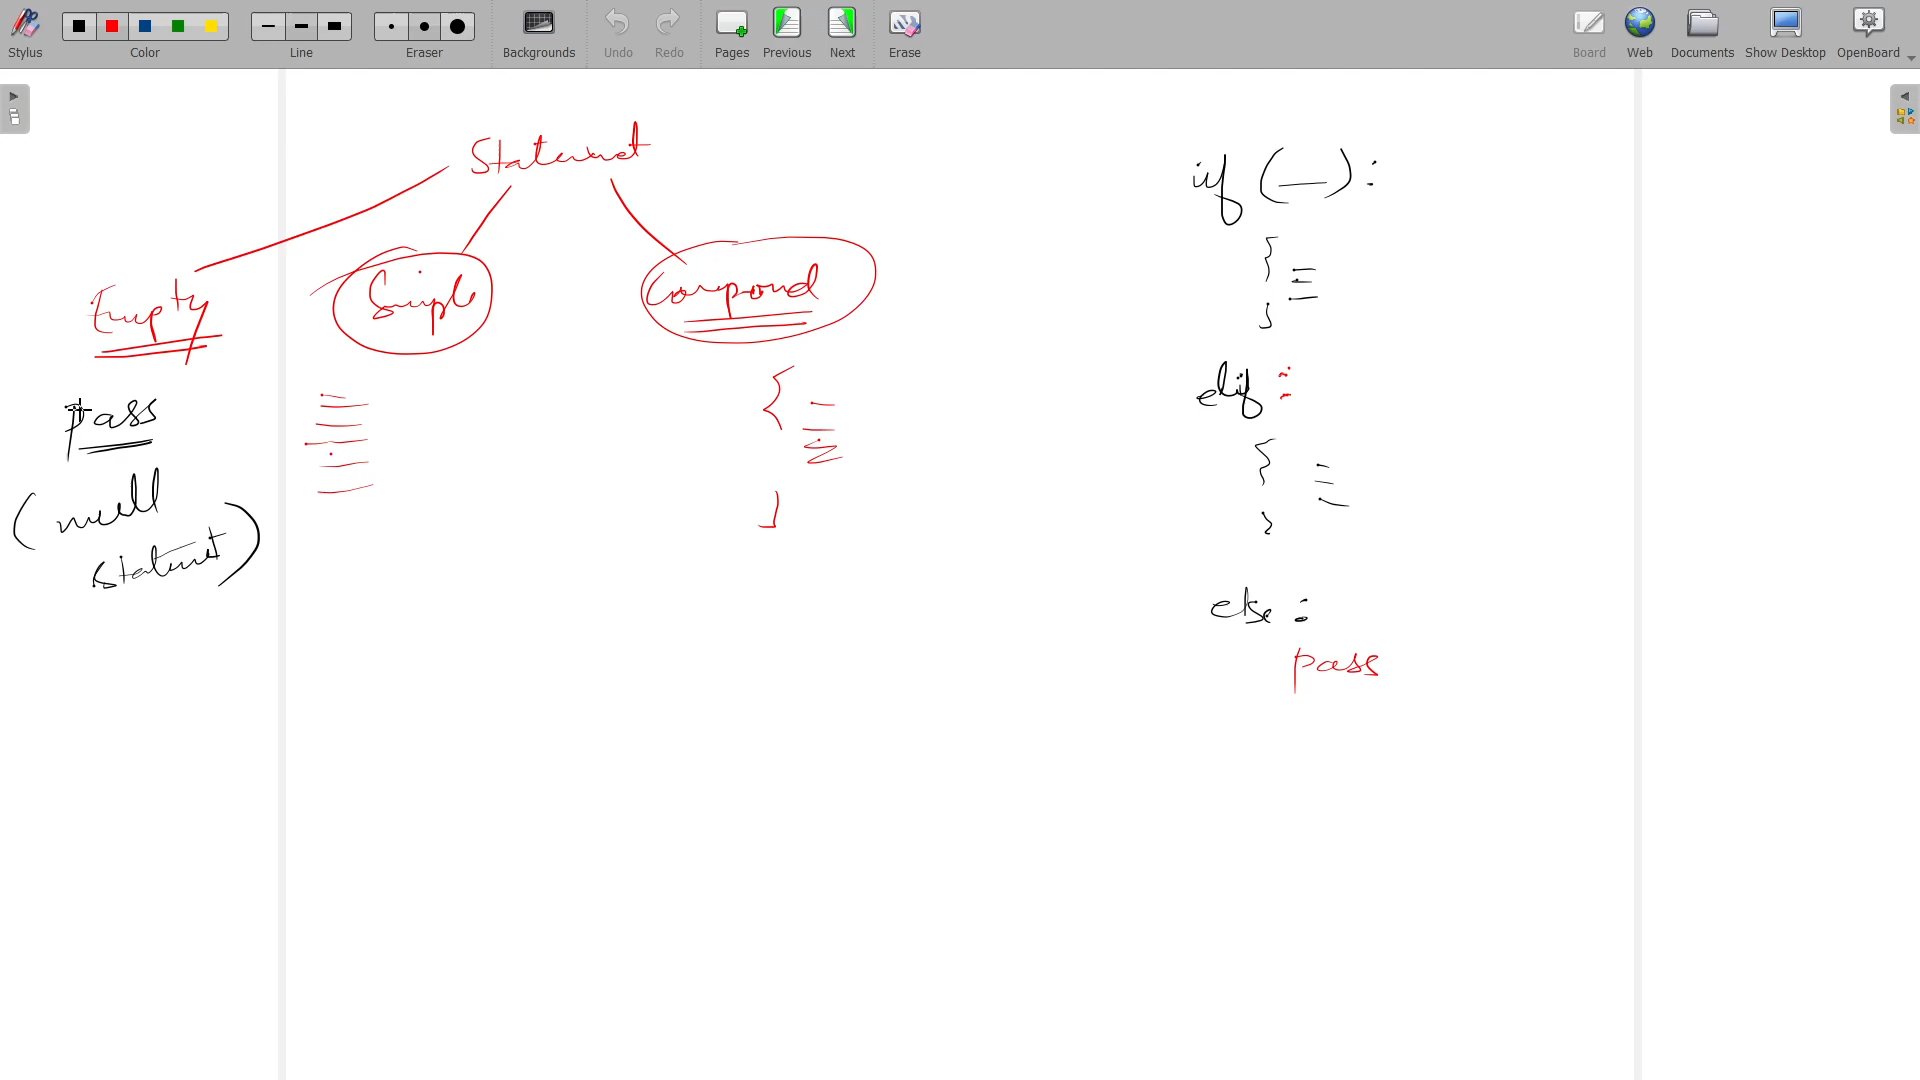 Stylus
Color
Line
Eraser
Backgrounds
Undo
Redo
Pages
Previous
Next
Erase
Board
Web
Documents
Show Desktop
OpenBoard
Statement
Empty
Simple
Compond
pass
(null
statement)
if (—) :
{
}
elif :
{
}
else :
pass
{
}